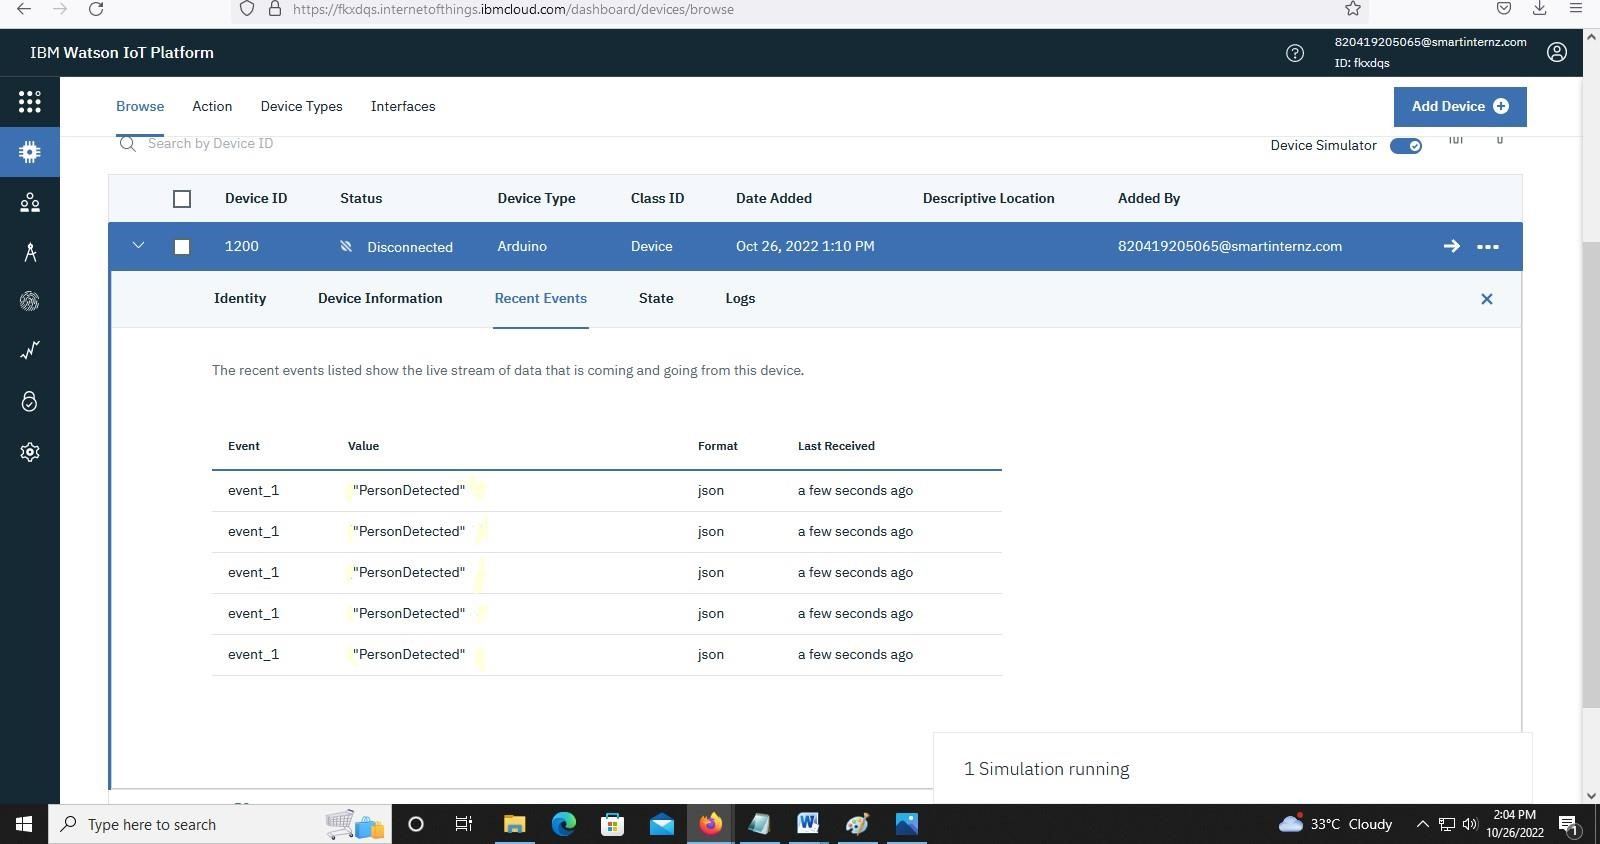 https://fkxdqs.internetofthings.ibmcloud.com/dashboard/devices/browse
IBM Watson IoT Platform
820419205065@smartinternz.com
ID: fkxdqs
Browse Action Device Types Interfaces
Add Device
Search by Device ID
Device Simulator
Device ID Status Device Type Class ID Date Added Descriptive Location Added By
1200 Disconnected Arduino Device Oct 26, 2022 1:10 PM 820419205065@smartinternz.com
Identity Device Information Recent Events State Logs
The recent events listed show the live stream of data that is coming and going from this device.
Event Value Format Last Received
event_1 "PersonDetected" json a few seconds ago
event_1 "PersonDetected" json a few seconds ago
event_1 "PersonDetected" json a few seconds ago
event_1 "PersonDetected" json a few seconds ago
event_1 "PersonDetected" json a few seconds ago
1 Simulation running
Type here to search
33°C Cloudy
2:04 PM
10/26/2022
1